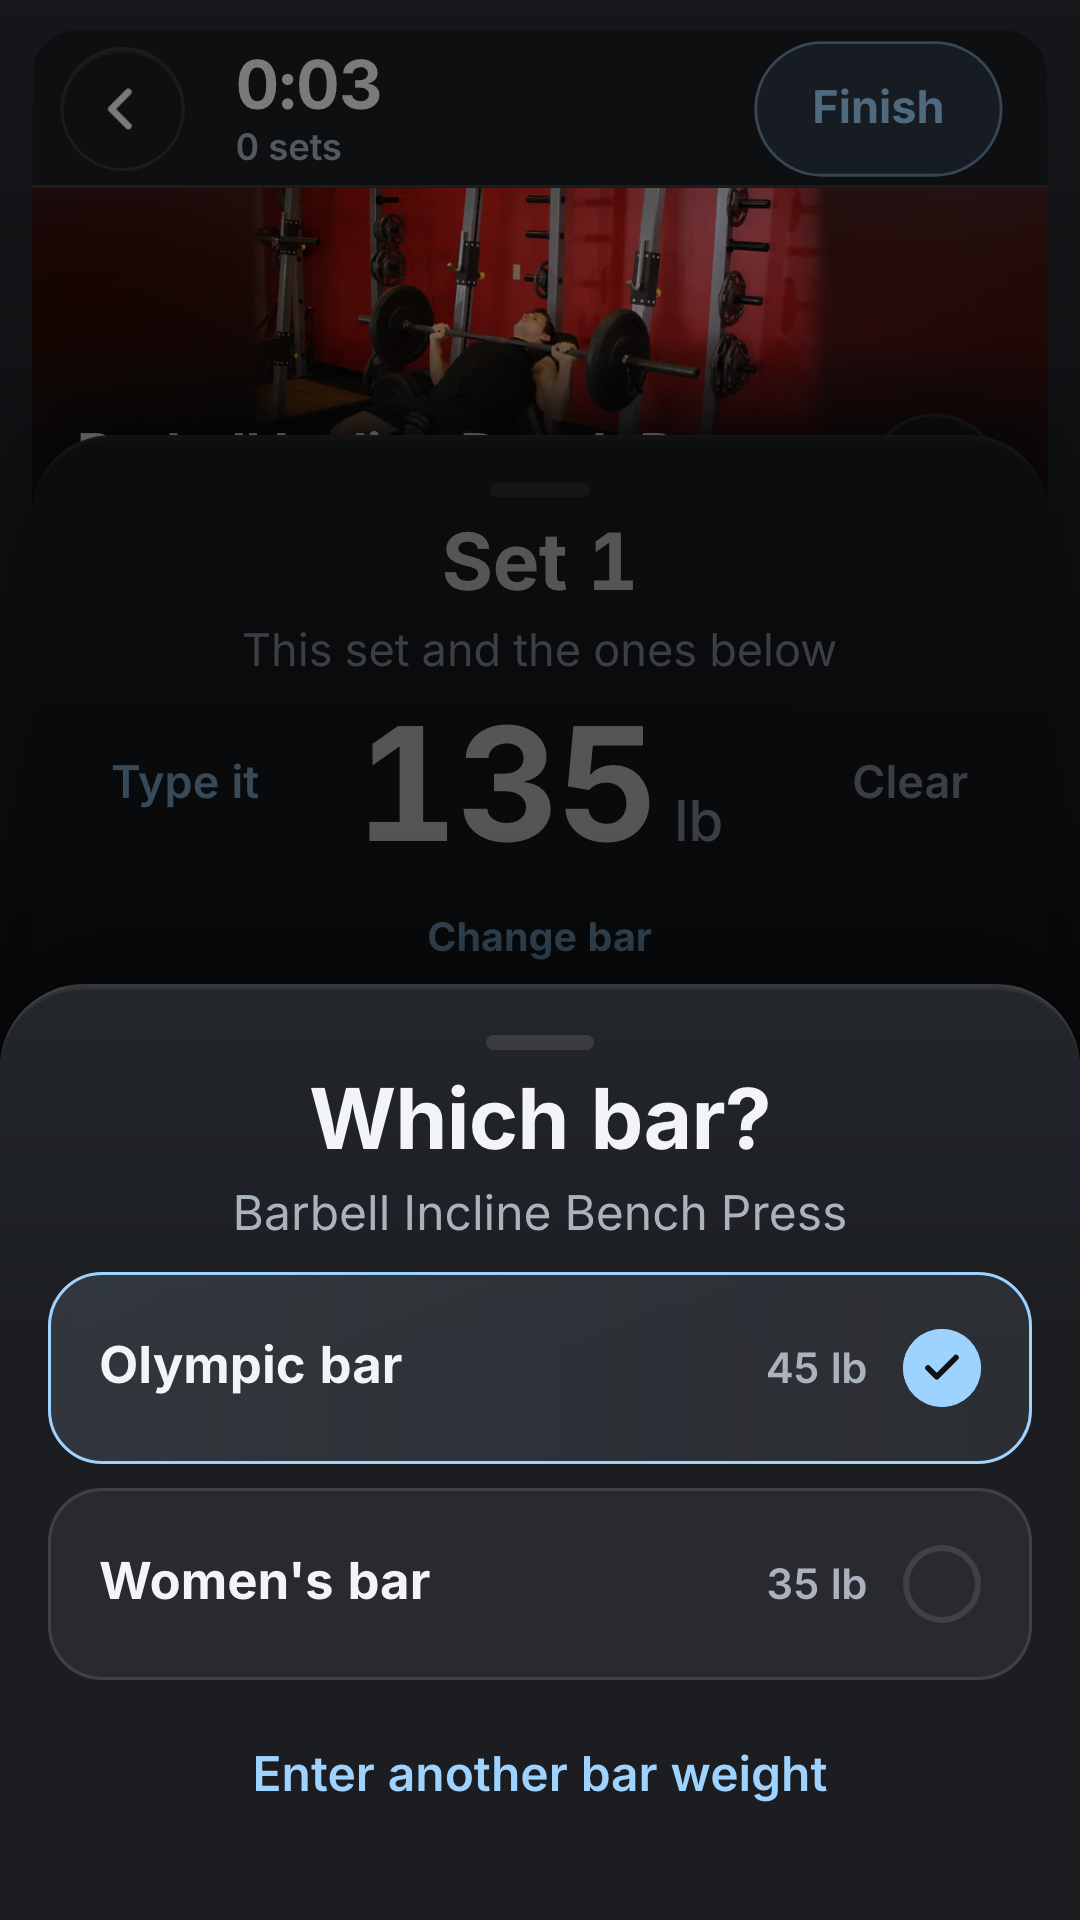 0:03
0 sets
Finish
Set 1
This set and the ones below
Type it
135 lb
Clear
Change bar
Which bar?
Barbell Incline Bench Press
Olympic bar
45 lb
Women's bar
35 lb
Enter another bar weight